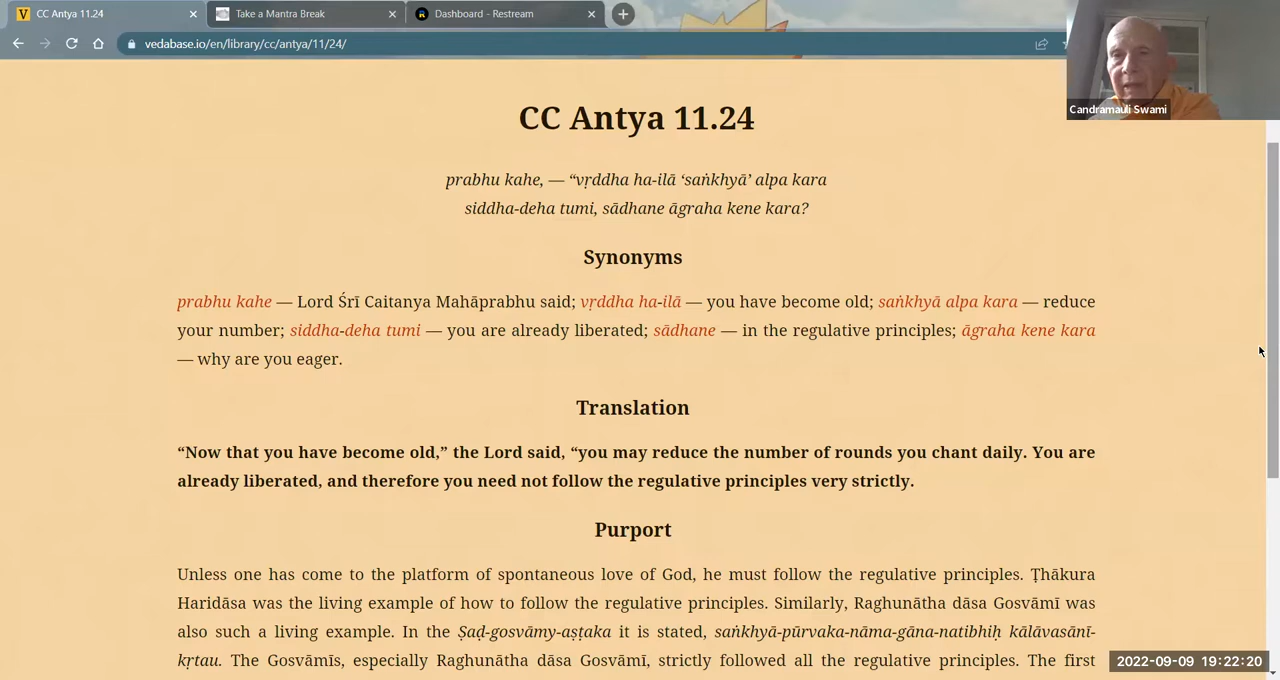 CC Antya 11.24
Take a Mantra Break
Dashboard - Restream
vedabase.io/en/library/cc/antya/11/24/
Candramauli Swami
CC Antya 11.24
prabhu kahe, — “vṛddha ha-ilā ‘saṅkhyā’ alpa kara
siddha-deha tumi, sādhane āgraha kene kara?
Synonyms
prabhu kahe — Lord Śrī Caitanya Mahāprabhu said; vṛddha ha-ilā — you have become old; saṅkhyā alpa kara — reduce
your number; siddha-deha tumi — you are already liberated; sādhane — in the regulative principles; āgraha kene kara
— why are you eager.
Translation
“Now that you have become old,” the Lord said, “you may reduce the number of rounds you chant daily. You are
already liberated, and therefore you need not follow the regulative principles very strictly.
Purport
Unless one has come to the platform of spontaneous love of God, he must follow the regulative principles. Ṭhākura
Haridāsa was the living example of how to follow the regulative principles. Similarly, Raghunātha dāsa Gosvāmī was
also such a living example. In the Ṣaḍ-gosvāmy-aṣṭaka it is stated, saṅkhyā-pūrvaka-nāma-gāna-natibhiḥ kālāvasānī-
kṛtau. The Gosvāmīs, especially Raghunātha dāsa Gosvāmī, strictly followed all the regulative principles. The first
2022-09-09 19:22:20